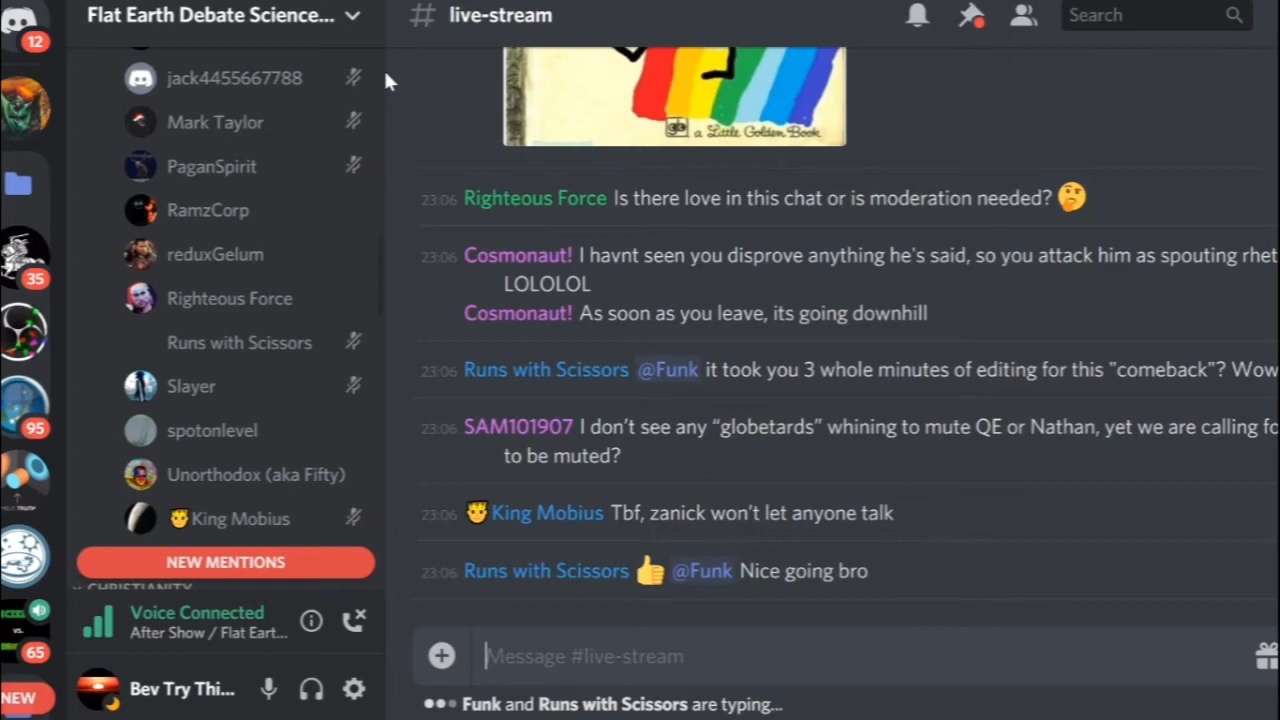 12
35
95
65
NEW
Flat Earth Debate Science...
jack4455667788
Mark Taylor
PaganSpirit
RamzCorp
reduxGelum
Righteous Force
Runs with Scissors
Slayer
spotonlevel
Unorthodox (aka Fifty)
King Mobius
NEW MENTIONS
CHRISTIANITY
Voice Connected
After Show / Flat Eart...
Bev Try Thi...
# live-stream
Search
a Little Golden Book
23:06 Righteous Force Is there love in this chat or is moderation needed? 🤔
23:06 Cosmonaut! I havnt seen you disprove anything he's said, so you attack him as spouting rhet
LOLOLOL
Cosmonaut! As soon as you leave, its going downhill
23:06 Runs with Scissors @Funk it took you 3 whole minutes of editing for this "comeback"? Wow
23:06 SAM101907 I don't see any “globetards” whining to mute QE or Nathan, yet we are calling fo
to be muted?
23:06 King Mobius Tbf, zanick won't let anyone talk
23:06 Runs with Scissors 👍 @Funk Nice going bro
Message #live-stream
Funk and Runs with Scissors are typing...